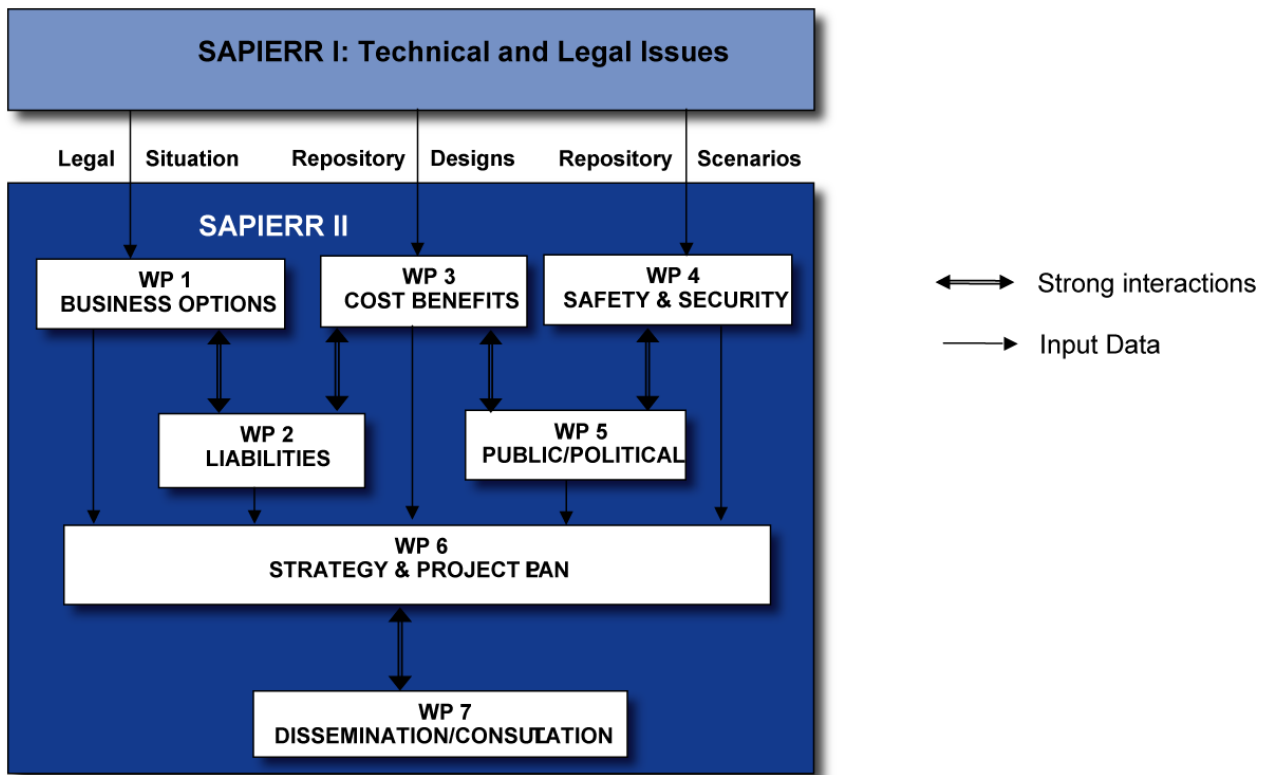 SAPIERR I: Technical and Legal Issues
Legal Situation Repository Designs Repository Scenarios
SAPIERR II
WP 1
BUSINESS OPTIONS
WP 3
COST BENEFITS
WP 4
SAFETY & SECURITY
Strong interactions
Input Data
WP 2
LIABILITIES
WP 5
PUBLIC/POLITICAL
WP 6
STRATEGY & PROJECT PLAN
WP 7
DISSEMINATION/CONSULTATION